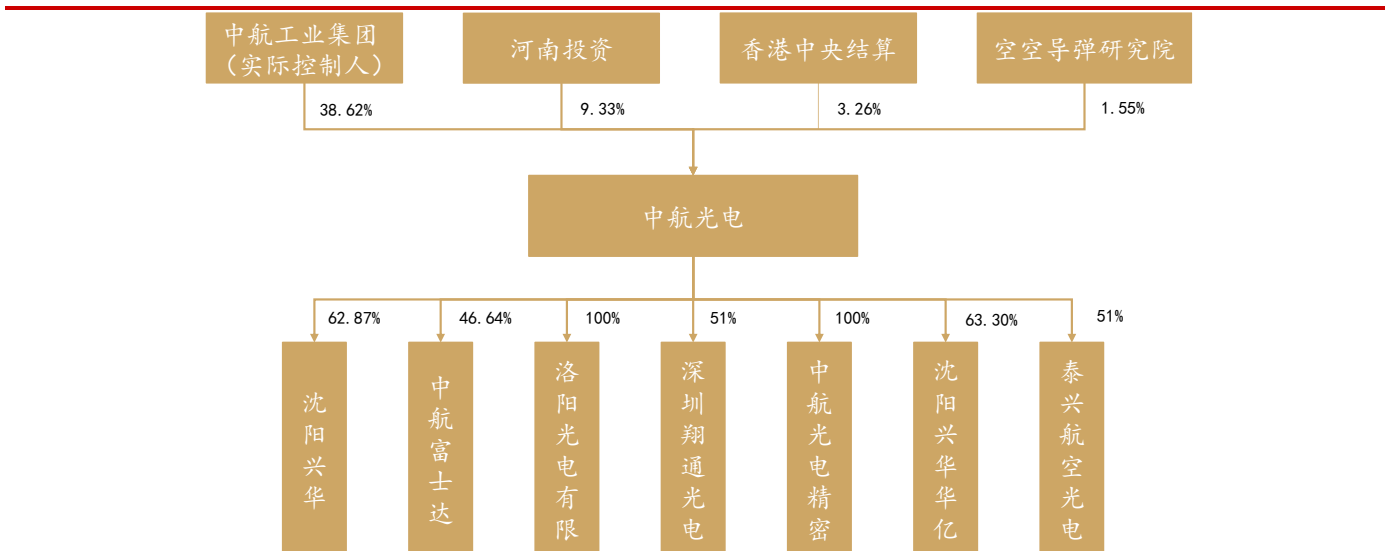 中航工业集团
（实际控制人）
河南投资
香港中央结算
空空导弹研究院
38.62%
9.33%
3.26%
1.55%
中航光电
62.87%
46.64%
100%
51%
100%
63.30%
51%
沈阳兴华
中航富士达
洛阳光电有限
深圳翔通光电
中航光电精密
沈阳兴华华亿
泰兴航空光电